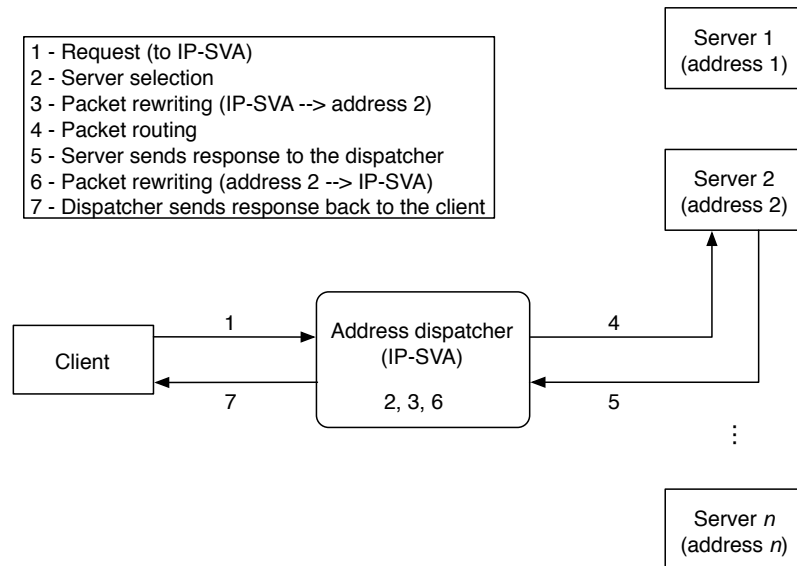 1 - Request (to IP-SVA)
2 - Server selection
3 - Packet rewriting (IP-SVA --> address 2)
4 - Packet routing
5 - Server sends response to the dispatcher
6 - Packet rewriting (address 2 --> IP-SVA)
7 - Dispatcher sends response back to the client
Server 1
(address 1)
Server 2
(address 2)
Client
1
7
Address dispatcher
(IP-SVA)
2, 3, 6
4
5
...
Server n
(address n)